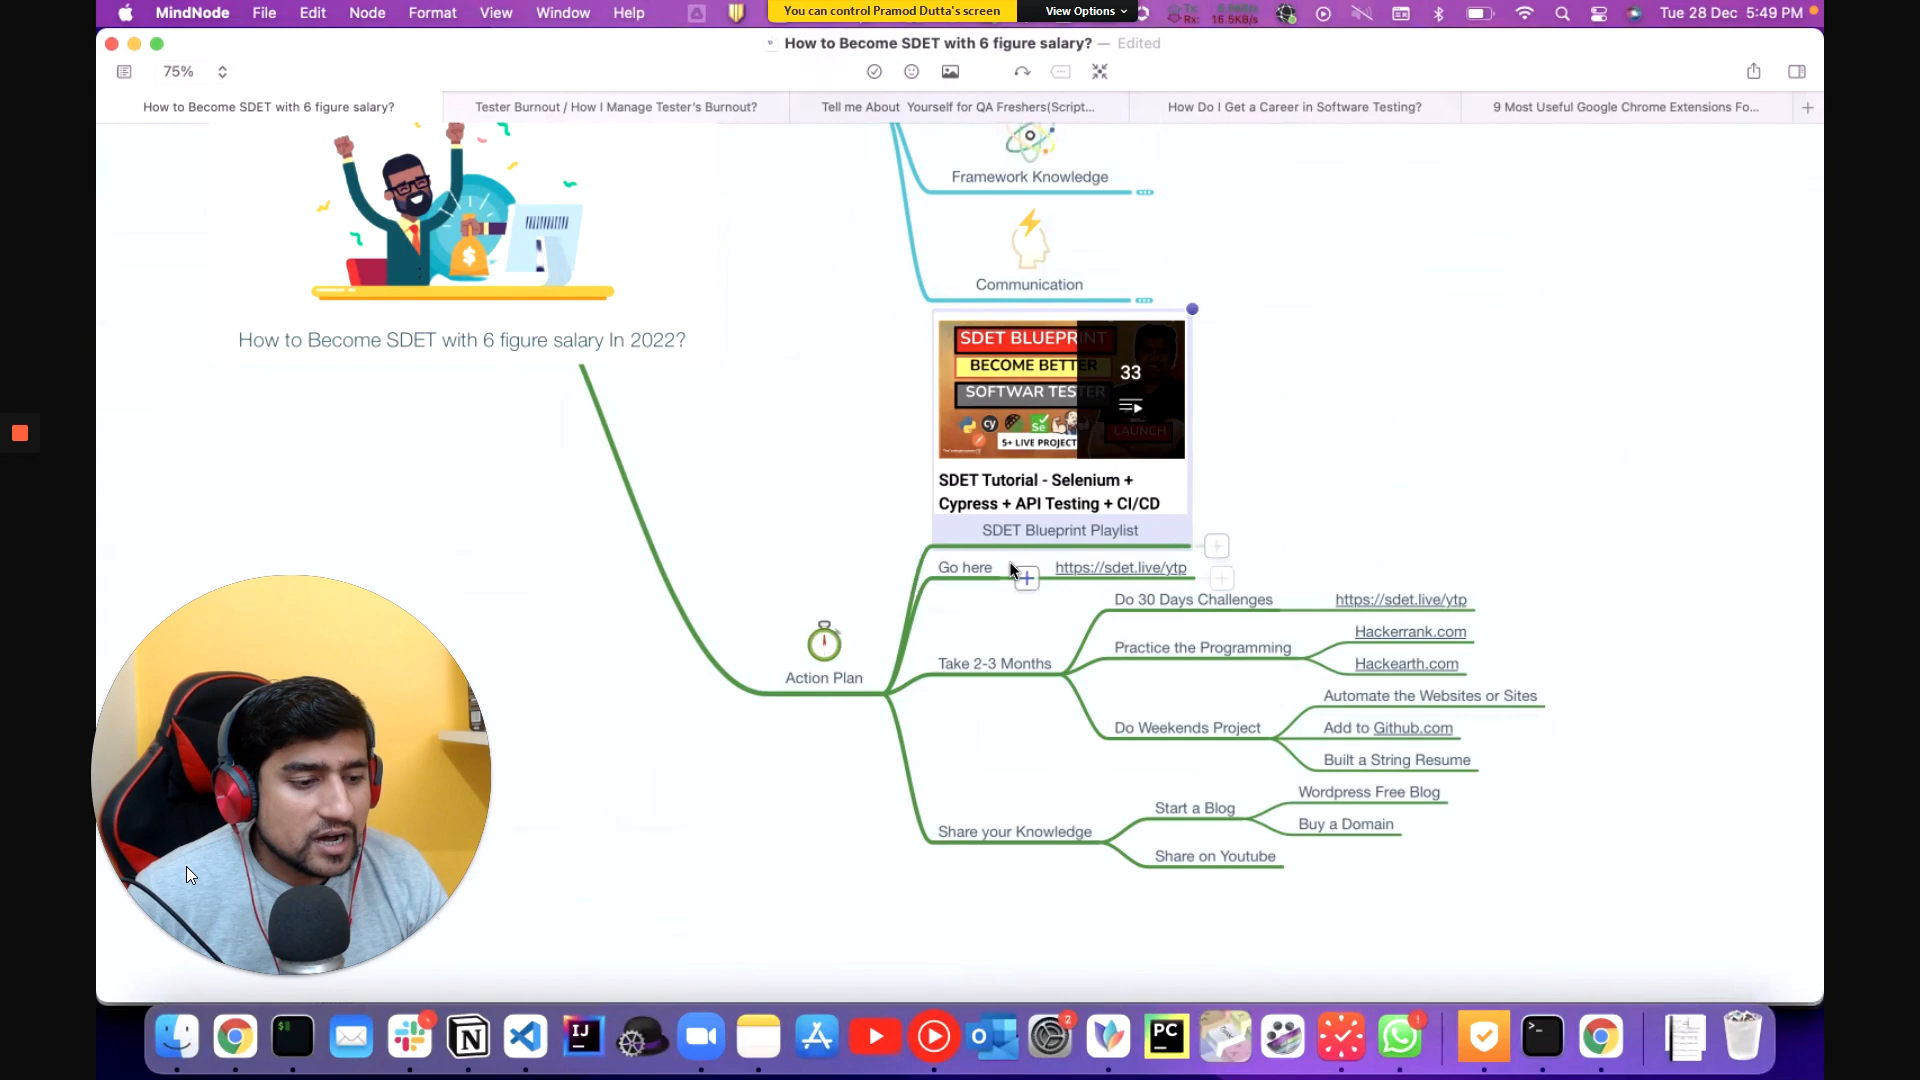 MindNode File Edit Node Format View Window Help
You can control Pramod Dutta's screen View Options
Tue 28 Dec 5:49 PM
How to Become SDET with 6 figure salary? — Edited
75%
How to Become SDET with 6 figure salary?
Tester Burnout / How I Manage Tester's Burnout?
Tell me About Yourself for QA Freshers(Script...
How Do I Get a Career in Software Testing?
9 Most Useful Google Chrome Extensions Fo...
Framework Knowledge
Communication
How to Become SDET with 6 figure salary In 2022?
SDET BLUEPRINT
BECOME BETTER
SOFTWAR TESTER
33
5+ LIVE PROJECT
LAUNCH
SDET Tutorial - Selenium +
Cypress + API Testing + CI/CD
SDET Blueprint Playlist
Go here https://sdet.live/ytp
Do 30 Days Challenges https://sdet.live/ytp
Hackerrank.com
Practice the Programming
Take 2-3 Months
Hackearth.com
Action Plan
Automate the Websites or Sites
Do Weekends Project
Add to Github.com
Built a String Resume
Wordpress Free Blog
Start a Blog
Buy a Domain
Share your Knowledge
Share on Youtube